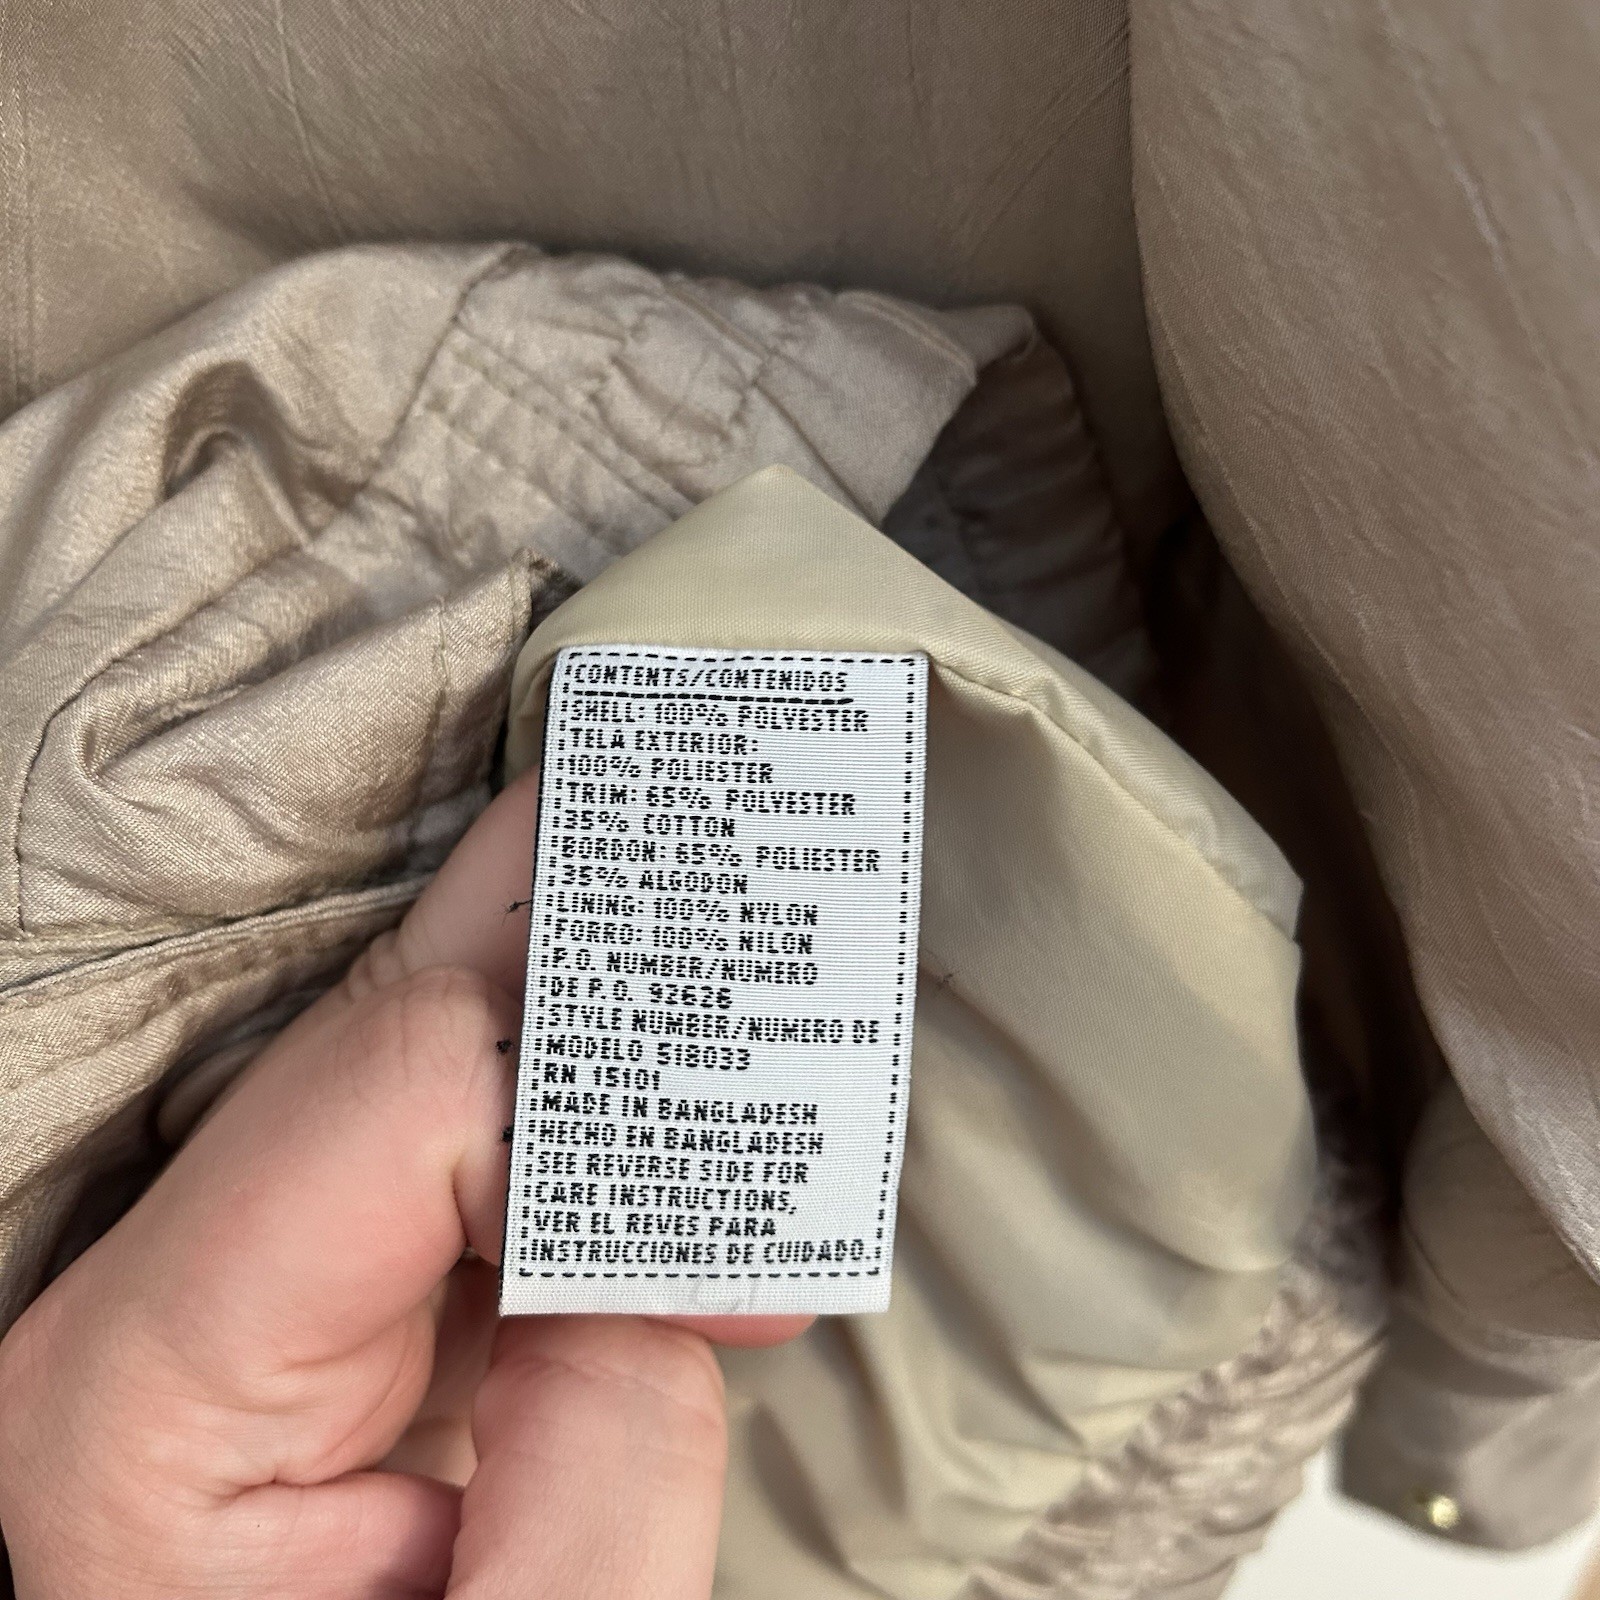 CONTENTS/CONTENIDOS
SHELL: 100% POLYESTER
TELA EXTERIOR:
100% POLIESTER
TRIM: 65% POLYESTER
35% COTTON
BORDON: 65% POLIESTER
35% ALGODON
LINING: 100% NYLON
FORRO: 100% NILON
P.O. NUMBER/NUMERO
DE P.O. 92626
STYLE NUMBER/NUMERO DE
MODELO 518033
RN 15101
MADE IN BANGLADESH
HECHO EN BANGLADESH
SEE REVERSE SIDE FOR
CARE INSTRUCTIONS,
VER EL REVES PARA
INSTRUCCIONES DE CUIDADO.